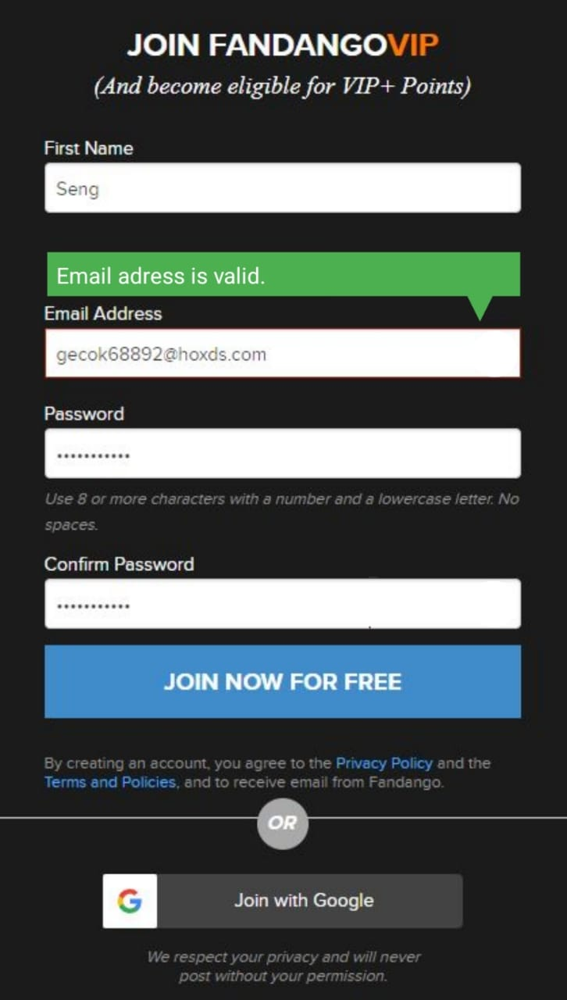 JOIN FANDANGOVIP
(And become eligible for VIP+ Points)
First Name
Seng
Email adress is valid.
Email Address
gecok68892@hoxds.com
Password
•••••••••••
Use 8 or more characters with a number and a lowercase letter. No
spaces.
Confirm Password
•••••••••••
JOIN NOW FOR FREE
By creating an account, you agree to the Privacy Policy and the
Terms and Policies, and to receive email from Fandango.
OR
G
Join with Google
We respect your privacy and will never
post without your permission.